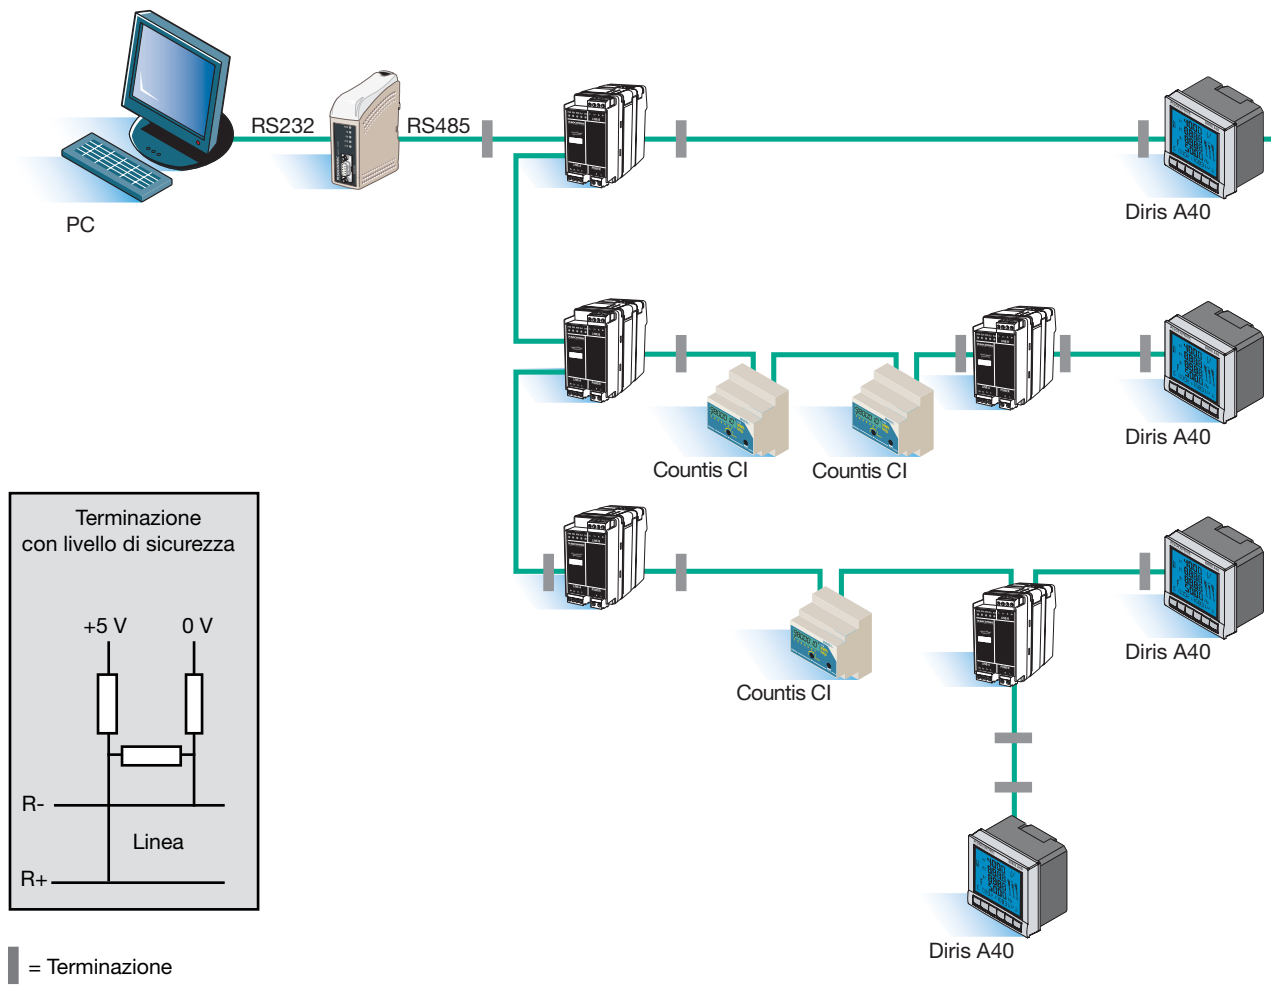 RS232
RS485
PC
Diris A40
Diris A40
Countis CI
Countis CI
Terminazione
con livello di sicurezza
+5 V
0 V
R-
Linea
R+
Countis CI
Diris A40
Diris A40
= Terminazione